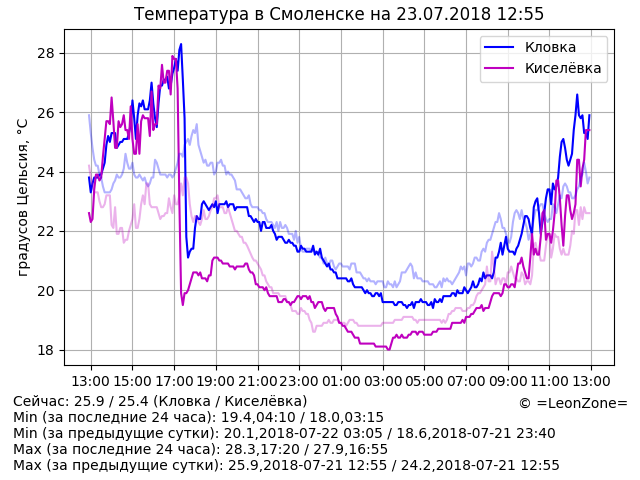 Температура в Смоленске на 23.07.2018 12:55
Кловка
Киселёвка
градусов Цельсия, °C
28
26
24
22
20
18
13:00 15:00 17:00 19:00 21:00 23:00 01:00 03:00 05:00 07:00 09:00 11:00 13:00
Сейчас: 25.9 / 25.4 (Кловка / Киселёвка)
© =LeonZone=
Min (за последние 24 часа): 19.4,04:10 / 18.0,03:15
Min (за предыдущие сутки): 20.1,2018-07-22 03:05 / 18.6,2018-07-21 23:40
Max (за последние 24 часа): 28.3,17:20 / 27.9,16:55
Max (за предыдущие сутки): 25.9,2018-07-21 12:55 / 24.2,2018-07-21 12:55